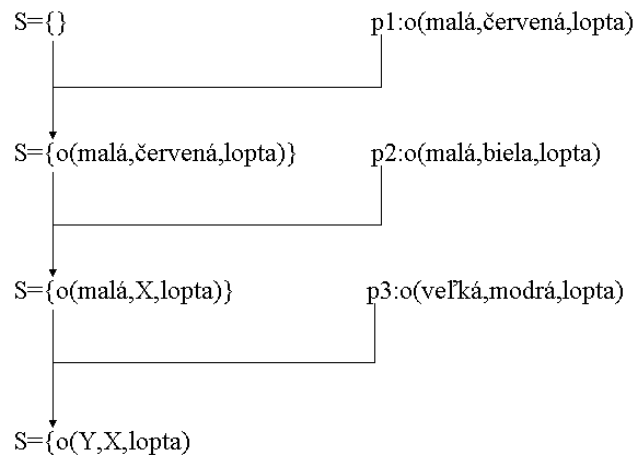 S={} p1:o(malá,červená,lopta)
S={o(malá,červená,lopta)} p2:o(malá,biela,lopta)
S={o(malá,X,lopta)} p3:o(veľká,modrá,lopta)
S={o(Y,X,lopta)